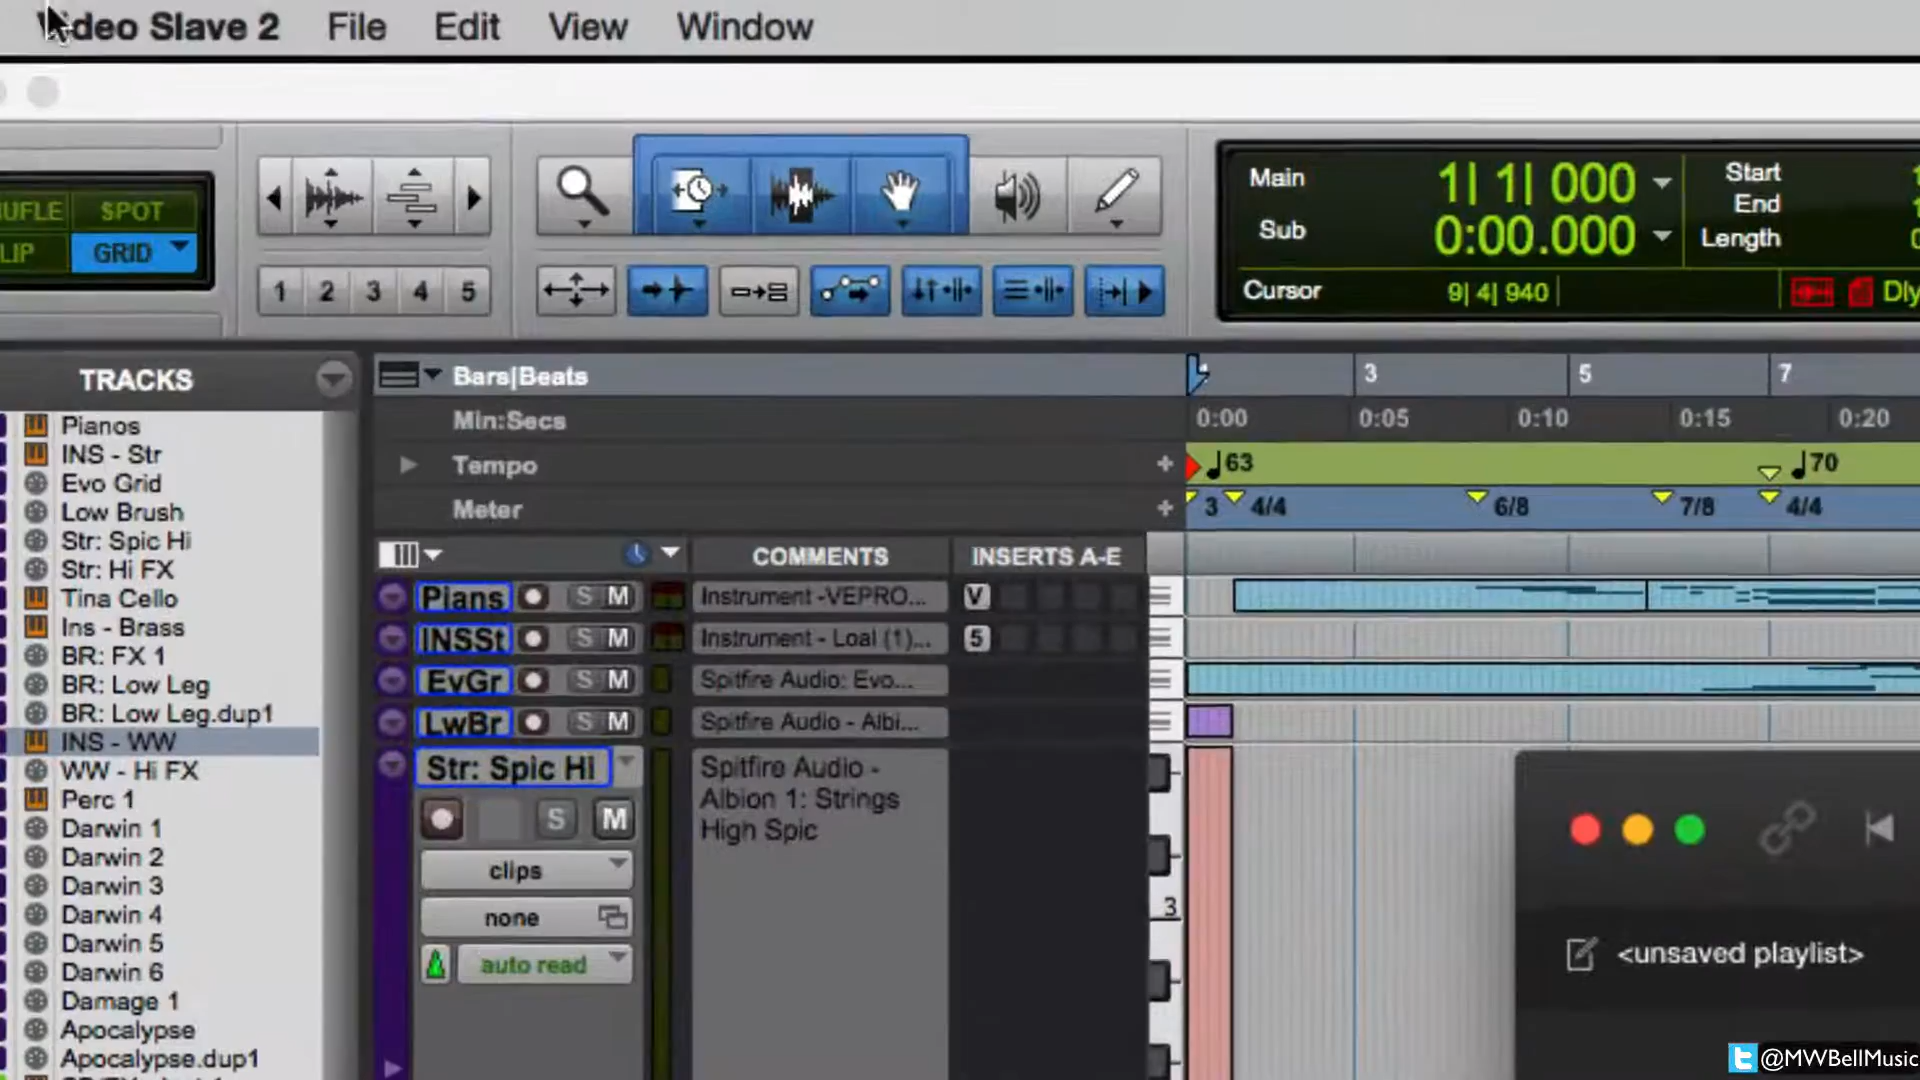 Video Slave 2 File Edit View Window
SPOT
GRID
1 2 3 4 5
Main 1| 1| 000
Sub 0:00.000
Cursor 9| 4| 940
Start
End
Length
Dly
TRACKS
Pianos
INS - Str
Evo Grid
Low Brush
Str: Spic Hi
Str: Hi FX
Tina Cello
Ins - Brass
BR: FX 1
BR: Low Leg
BR: Low Leg.dup1
INS - WW
WW - Hi FX
Perc 1
Darwin 1
Darwin 2
Darwin 3
Darwin 4
Darwin 5
Darwin 6
Damage 1
Apocalypse
Apocalypse.dup1
Bars|Beats 3 5 7
Min:Secs 0:00 0:05 0:10 0:15 0:20
Tempo + 63 70
Meter + 3 4/4 6/8 7/8 4/4
COMMENTS INSERTS A-E
Pians S M Instrument -VEPRO... V
INSSt S M Instrument - Loal (1)... 5
EvGr S M Spitfire Audio: Evo...
LwBr S M Spitfire Audio - Albi...
Str: Spic Hi
S M
clips
none
auto read
Spitfire Audio -
Albion 1: Strings
High Spic
3
<unsaved playlist>
@MWBellMusic